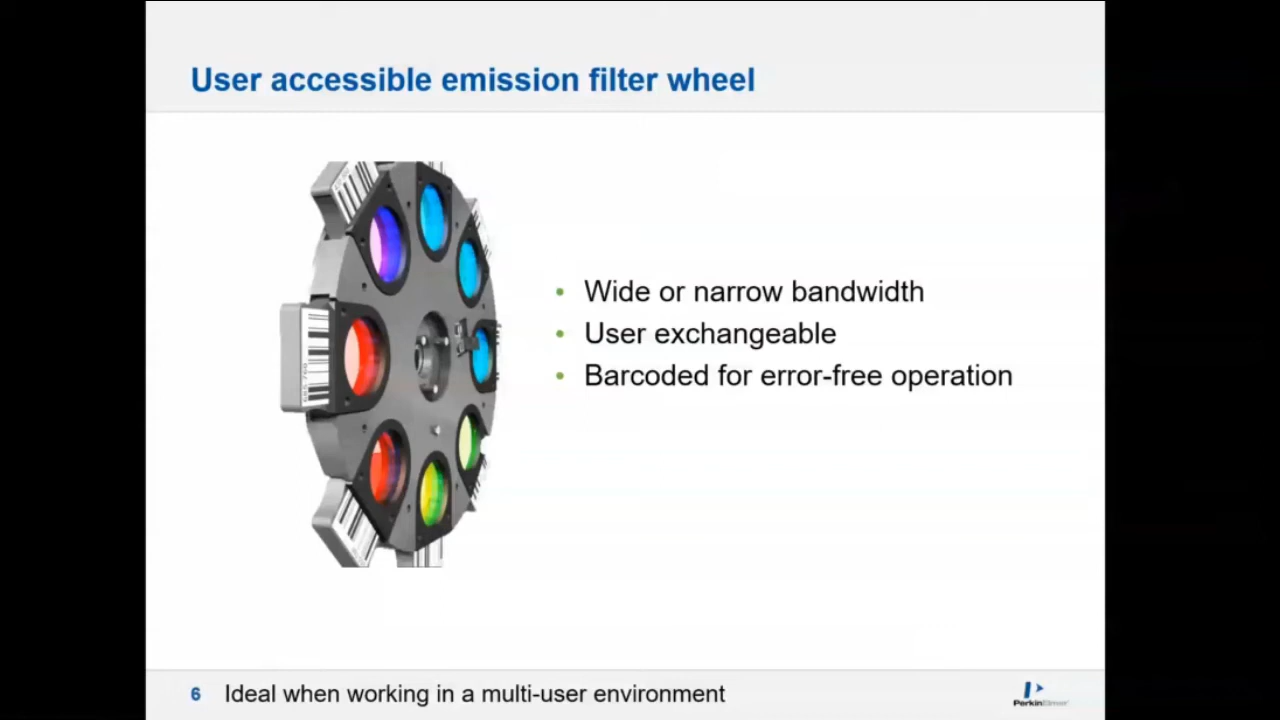 User accessible emission filter wheel
• Wide or narrow bandwidth
• User exchangeable
• Barcoded for error-free operation
6 Ideal when working in a multi-user environment
PerkinElmer